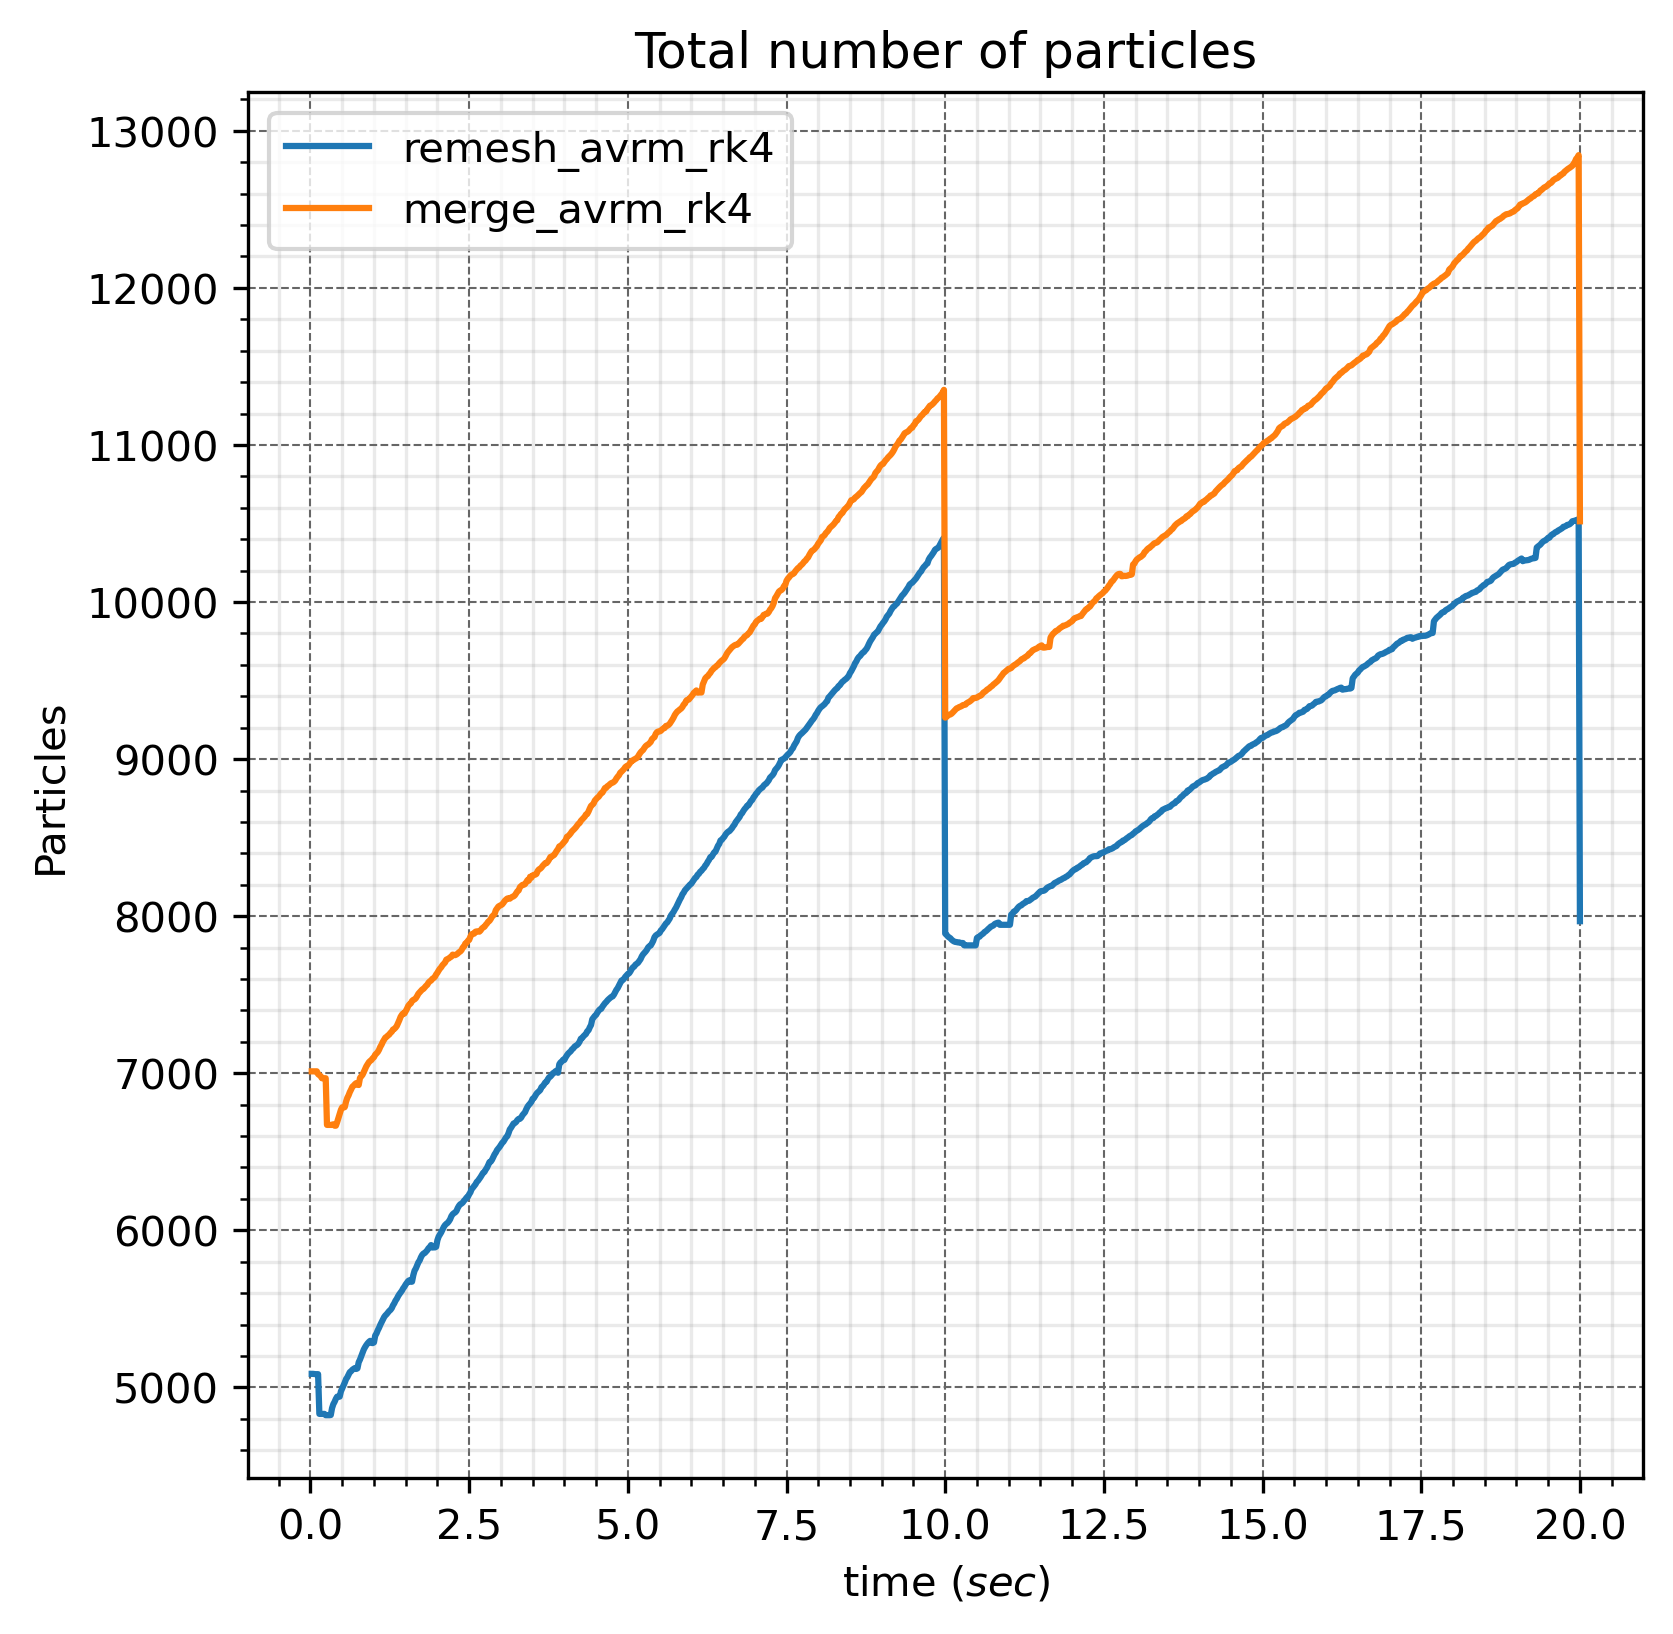 Total number of particles
remesh_avrm_rk4
merge_avrm_rk4
13000
12000
11000
10000
9000
8000
7000
6000
5000
Particles
0.0 2.5 5.0 7.5 10.0 12.5 15.0 17.5 20.0
time (sec)